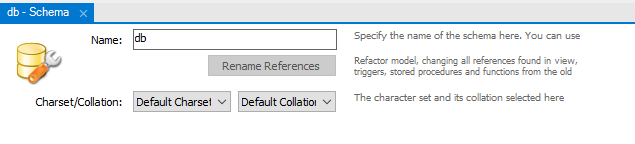 db - Schema
Name:
db
Specify the name of the schema here. You can use
Rename References
Refactor model, changing all references found in view,
triggers, stored procedures and functions from the old
Charset/Collation:
Default Charset
Default Collation
The character set and its collation selected here